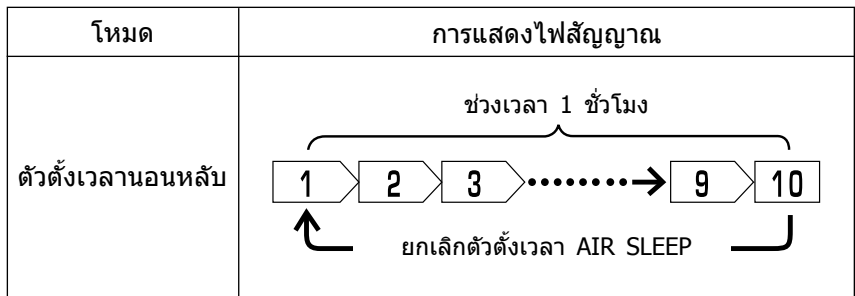 โหมด
การแสดงไฟสัญญาณ
ตัวตั้งเวลานอนหลับ
ช่วงเวลา 1 ชั่วโมง
1 2 3 9 10
ยกเลิกตัวตั้งเวลา AIR SLEEP